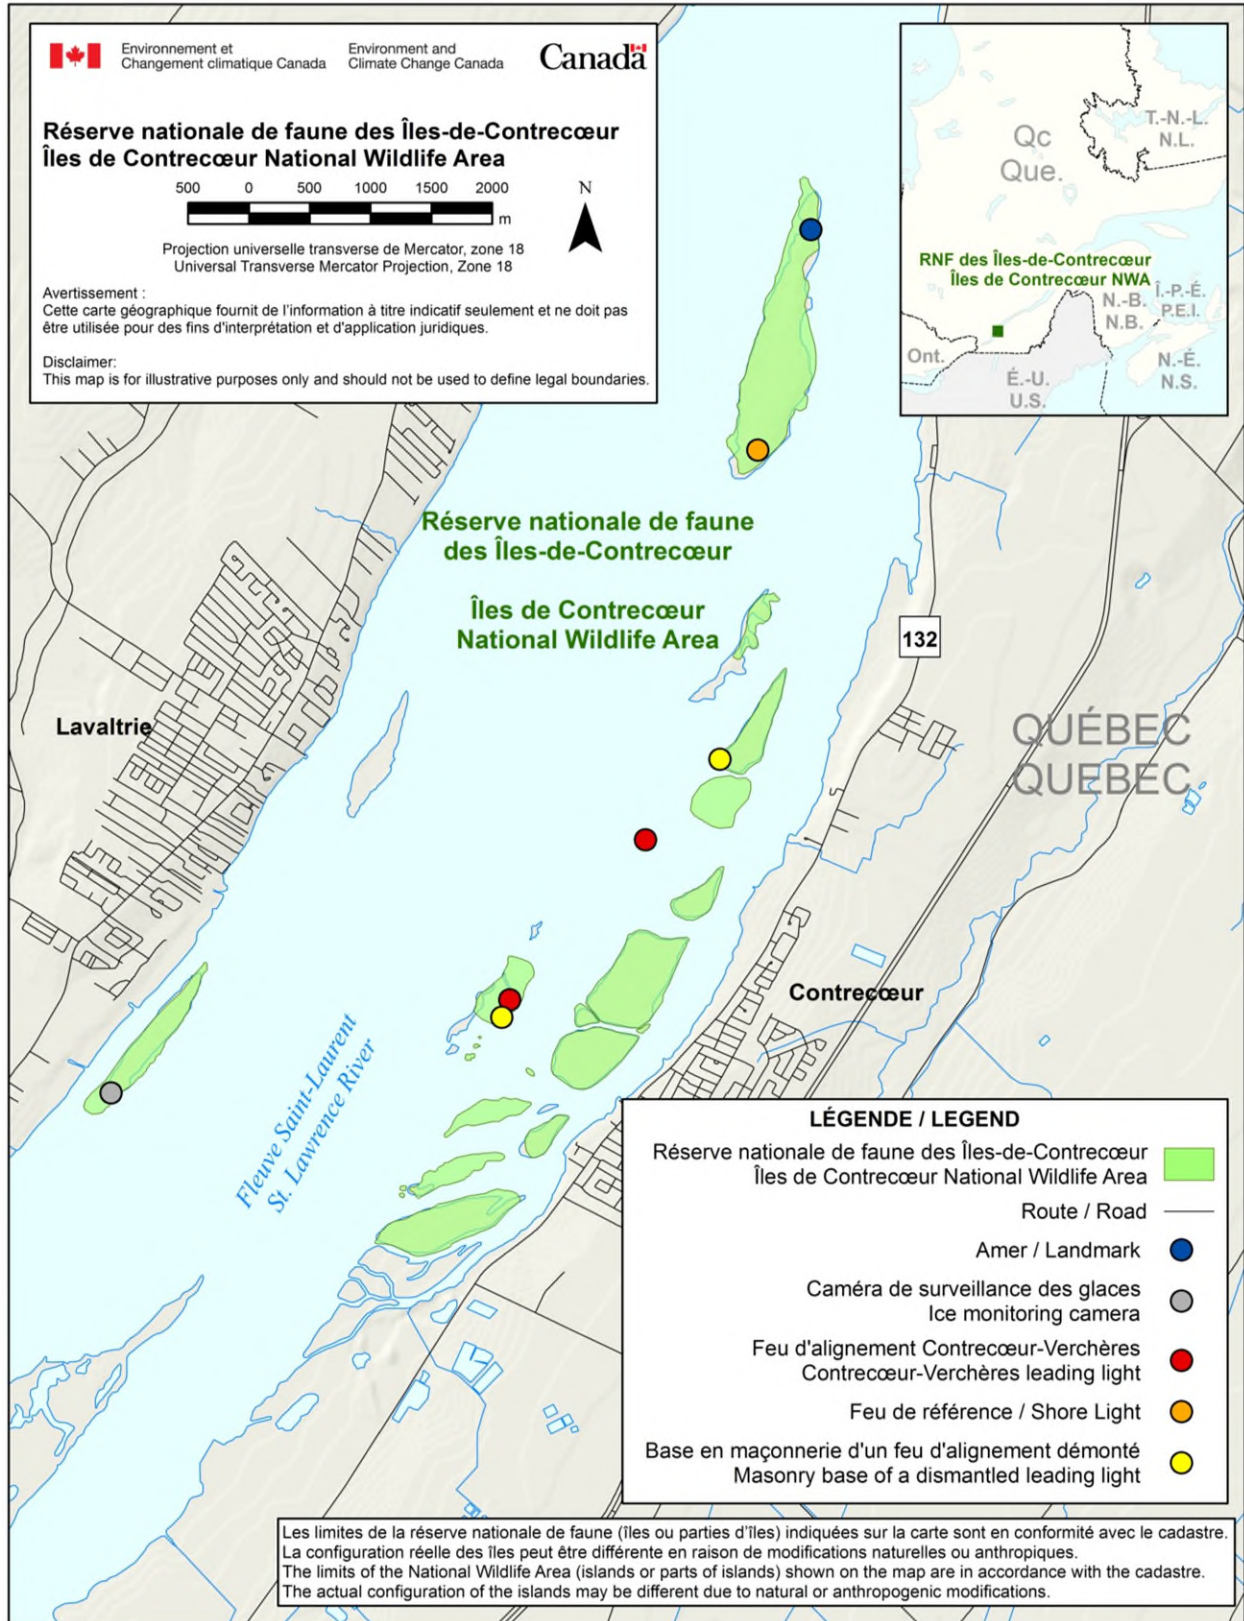 Environnement et
Changement climatique Canada
Environment and
Climate Change Canada
Canada
Réserve nationale de faune des Îles-de-Contrecœur
Îles de Contrecœur National Wildlife Area
500 0 500 1000 1500 2000
m
N
Projection universelle transverse de Mercator, zone 18
Universal Transverse Mercator Projection, Zone 18
Avertissement :
Cette carte géographique fournit de l'information à titre indicatif seulement et ne doit pas
être utilisée pour des fins d'interprétation et d'application juridiques.
Disclaimer:
This map is for illustrative purposes only and should not be used to define legal boundaries.
Qc
Que.
T.-N.-L.
N.L.
RNF des Îles-de-Contrecœur
Îles de Contrecœur NWA
N.-B.
N.B.
Î.-P.-É.
P.E.I.
Ont.
É.-U.
U.S.
N.-É.
N.S.
Réserve nationale de faune
des Îles-de-Contrecœur
Îles de Contrecœur
National Wildlife Area
132
Lavaltrie
QUÉBEC
QUEBEC
Contrecœur
Fleuve Saint-Laurent
St. Lawrence River
LÉGENDE / LEGEND
Réserve nationale de faune des Îles-de-Contrecœur
Îles de Contrecœur National Wildlife Area
Route / Road
Amer / Landmark
Caméra de surveillance des glaces
Ice monitoring camera
Feu d'alignement Contrecœur-Verchères
Contrecœur-Verchères leading light
Feu de référence / Shore Light
Base en maçonnerie d'un feu d'alignement démonté
Masonry base of a dismantled leading light
Les limites de la réserve nationale de faune (îles ou parties d'îles) indiquées sur la carte sont en conformité avec le cadastre.
La configuration réelle des îles peut être différente en raison de modifications naturelles ou anthropiques.
The limits of the National Wildlife Area (islands or parts of islands) shown on the map are in accordance with the cadastre.
The actual configuration of the islands may be different due to natural or anthropogenic modifications.